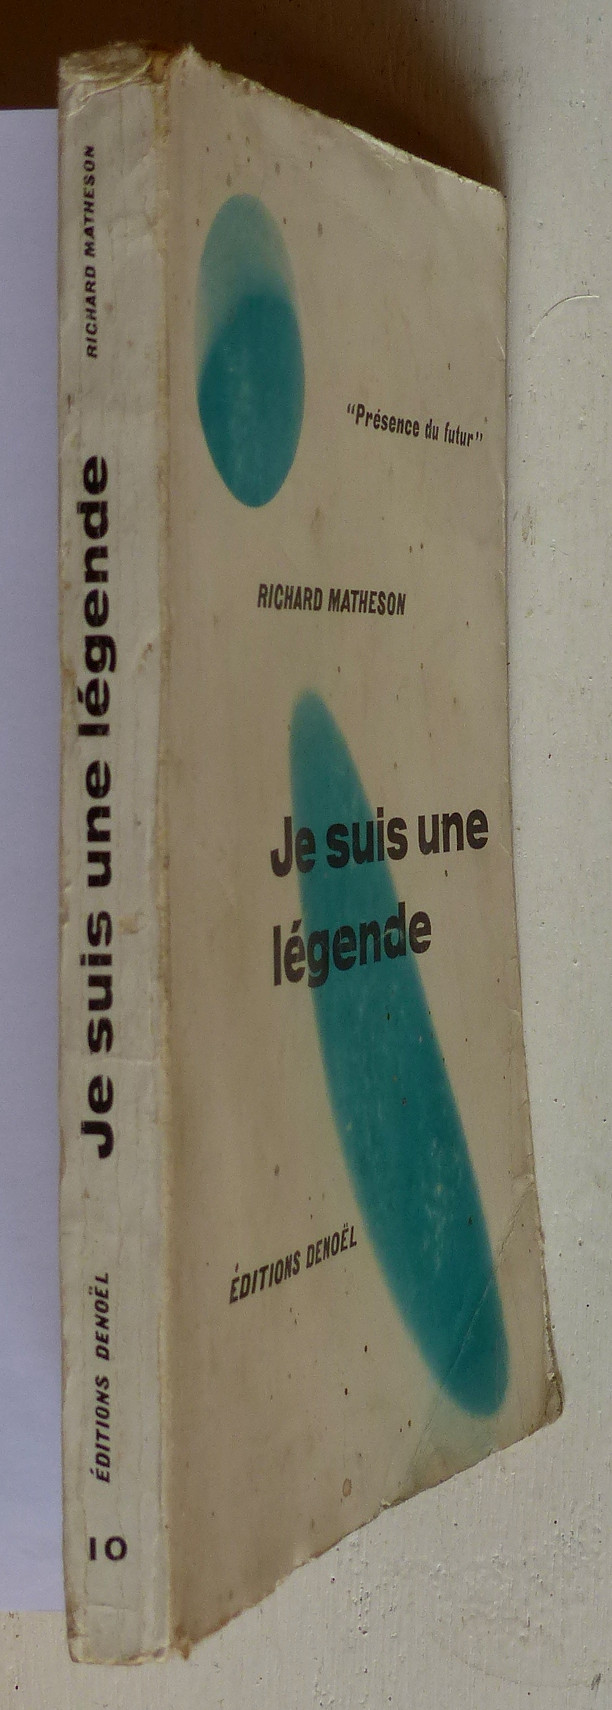 RICHARD MATHESON
Je suis une légende
ÉDITIONS DENOËL
10
"Présence du futur"
RICHARD MATHESON
Je suis une
légende
ÉDITIONS DENOËL